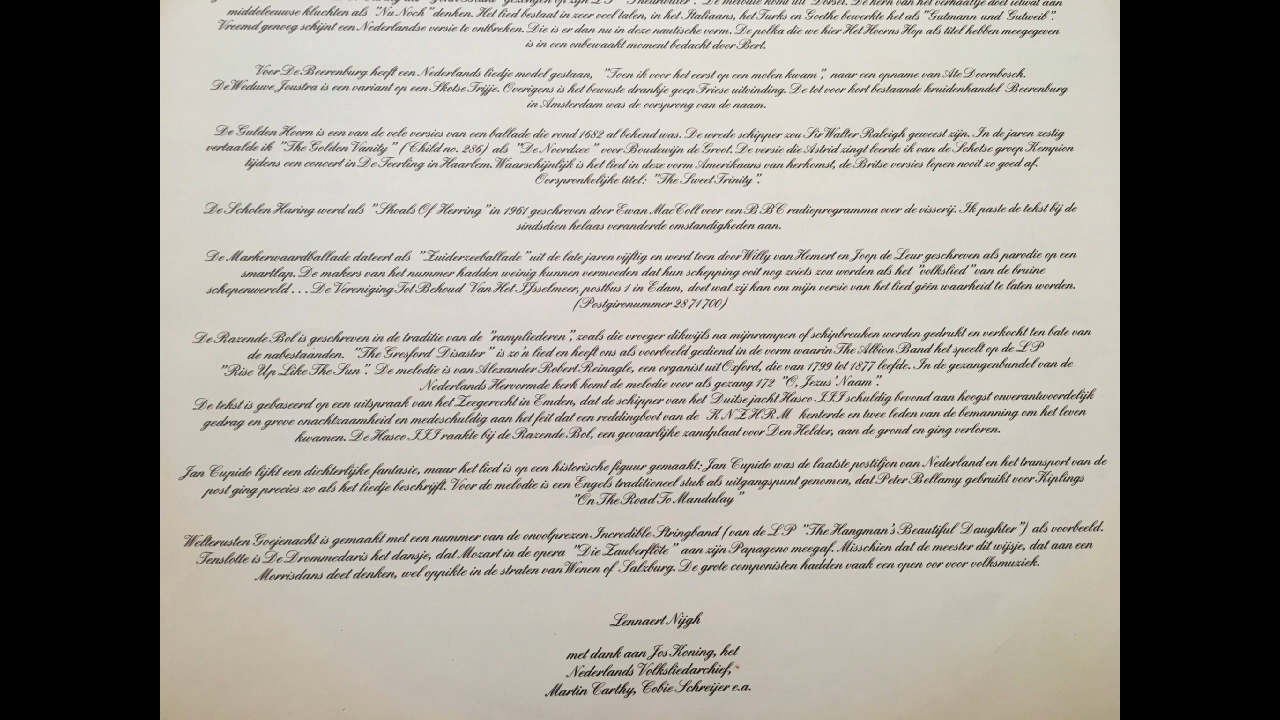 middeleeuwse kluchten als "Nu Noch" denken. Het lied bestaat in zeer veel talen, in het Italiaans, het Turks en Goethe bewerkte het als "Gutmann und Gutweib".
Vreemd genoeg schijnt een Nederlandse versie te ontbreken. Die is er dan nu in deze nautische vorm. De polka die we hier Het Hoorns Hop als titel hebben meegegeven
is in een onbewaakt moment bedacht door Bert.
Voor De Beerenburg heeft een Nederlands liedje model gestaan, "Toen ik voor het eerst op een molen kwam", naar een opname van Ate Doornbosch.
De Weduwe Joustra is een variant op een Skotse Trije. Overigens is het bewuste drankje geen Friese uitvinding. De tot voor kort bestaande kruidenhandel Beerenburg
in Amsterdam was de oorsprong van de naam.
De Gulden Hoorn is een van de vele versies van een ballade die rond 1682 al bekend was. De wrede schipper zou Sir Walter Raleigh geweest zijn. In de jaren zestig
vertaalde ik "The Golden Vanity" (Child no. 286) als "De Noordzee" voor Boudewijn de Groot. De versie die Astrid zingt leerde ik van de Schotse groep Kempion
tijdens een concert in De Teerling in Haarlem. Waarschijnlijk is het lied in deze vorm Amerikaans van herkomst, de Britse versies lopen nooit zo goed af.
Oorspronkelijke titel: "The Sweet Trinity".
De Scholen Haring werd als "Shoals Of Herring" in 1961 geschreven door Ewan MacColl voor een BBC radioprogramma over de visserij. Ik paste de tekst bij de
sindsdien helaas veranderde omstandigheden aan.
De Markerwaardballade dateert als "Zuiderzeeballade" uit de late jaren vijftig en werd toen door Willy van Hemert en Joop de Leur geschreven als parodie op een
smartlap. De makers van het nummer hadden weinig kunnen vermoeden dat hun schepping ooit nog zoiets zou worden als het "volkslied" van de bruine
schepenwereld . . . De Vereniging Tot Behoud Van Het IJsselmeer, postbus 1 in Edam, doet wat zij kan om mijn versie van het lied géén waarheid te laten worden.
(Postgironummer 2871700)
De Razende Bol is geschreven in de traditie van de "rampliederen", zoals die vroeger dikwijls na mijnrampen of schipbreuken werden gedrukt en verkocht ten bate van
de nabestaanden. "The Gresford Disaster" is zo'n lied en heeft ons als voorbeeld gediend in de vorm waarin The Albion Band het speelt op de LP
"Rise Up Like The Sun". De melodie is van Alexander Robert Reinagle, een organist uit Oxford, die van 1799 tot 1877 leefde. In de gezangenbundel van de
Nederlands Hervormde kerk komt de melodie voor als gezang 172 "O, Jezus' Naam".
De tekst is gebaseerd op een uitspraak van het Zeegerecht in Emden, dat de schipper van het Duitse jacht Hasco III schuldig bevond aan hoogst onverantwoordelijk
gedrag en grove onachtzaamheid en medeschuldig aan het feit dat een reddingboot van de K.N.Z.H.R.M. kenterde en twee leden van de bemanning om het leven
kwamen. De Hasco III raakte bij de Razende Bol, een gevaarlijke zandplaat voor Den Helder, aan de grond en ging verloren.
Jan Cupido lijkt een dichterlijke fantasie, maar het lied is op een historische figuur gemaakt: Jan Cupido was de laatste postiljon van Nederland en het transport van de
post ging precies zo als het liedje beschrijft. Voor de melodie is een Engels traditioneel stuk als uitgangspunt genomen, dat Peter Bellamy gebruikt voor Kiplings
"On The Road To Mandalay"
Welterusten Goejenacht is gemaakt met een nummer van de onvolprezen Incredible Stringband (van de LP "The Hangman's Beautiful Daughter") als voorbeeld.
Tenslotte is De Drommedaris het dansje, dat Mozart in de opera "Die Zauberflöte" aan zijn Papageno meegaf. Misschien dat de meester dit wijsje, dat aan een
Morrisdans doet denken, wel oppikte in de straten van Wenen of Salzburg. De grote componisten hadden vaak een open oor voor volksmuziek.
Lennaert Nijgh
met dank aan Jos Koning, het
Nederlands Volksliedarchief,
Martin Carthy, Cobie Schreijer e.a.